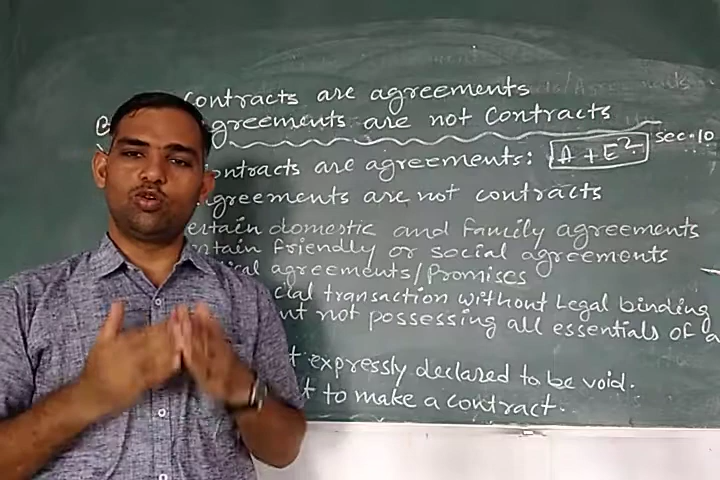 contracts are agreements
greements are not Contracts
ontracts are agreements: A + E² Sec. 10
Agreements are not contracts
ertain domestic and family agreements
rtain friendly or social agreements
ical agreements/Promises
cial transaction without Legal binding
nt not possessing all essentials of a
t expressly declared to be void.
t to make a contract.